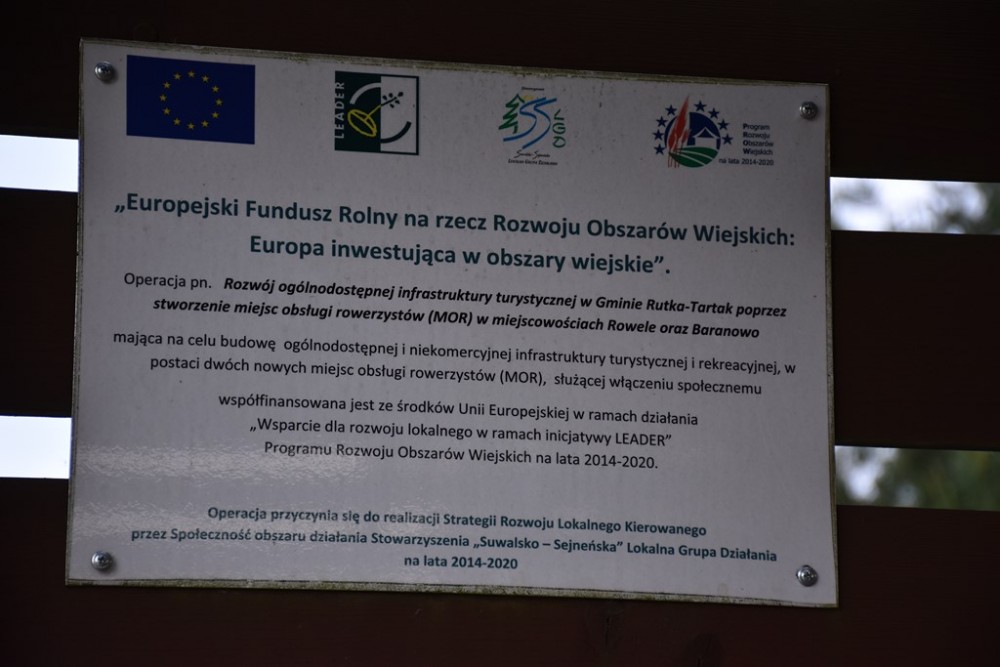 LEADER
LGD
Program
Rozwoju
Obszarów
Wiejskich
na lata 2014-2020
„Europejski Fundusz Rolny na rzecz Rozwoju Obszarów Wiejskich:
Europa inwestująca w obszary wiejskie”.
Operacja pn. Rozwój ogólnodostępnej infrastruktury turystycznej w Gminie Rutka-Tartak poprzez
stworzenie miejsc obsługi rowerzystów (MOR) w miejscowościach Rowele oraz Baranowo
mająca na celu budowę ogólnodostępnej i niekomercyjnej infrastruktury turystycznej i rekreacyjnej, w
postaci dwóch nowych miejsc obsługi rowerzystów (MOR), służącej włączeniu społecznemu
współfinansowana jest ze środków Unii Europejskiej w ramach działania
„Wsparcie dla rozwoju lokalnego w ramach inicjatywy LEADER”
Programu Rozwoju Obszarów Wiejskich na lata 2014-2020.
Operacja przyczynia się do realizacji Strategii Rozwoju Lokalnego Kierowanego
przez Społeczność obszaru działania Stowarzyszenia „Suwalsko – Sejneńska” Lokalna Grupa Działania
na lata 2014-2020